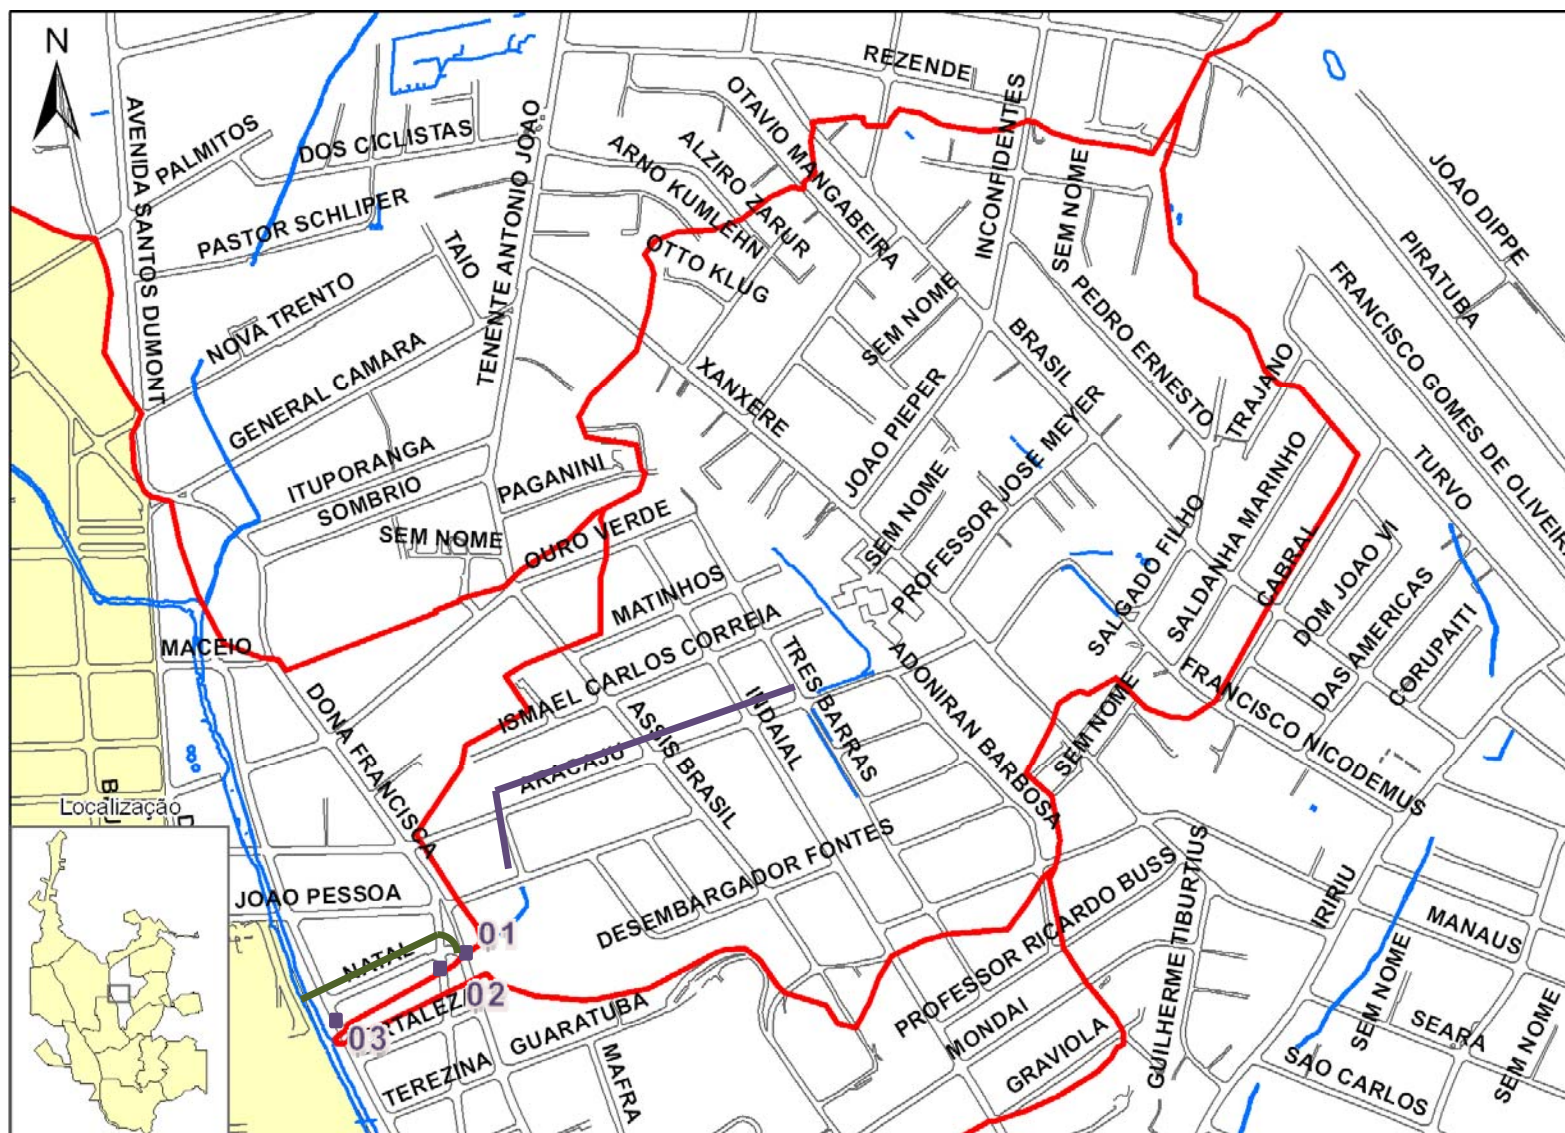 N
REZENDE
AVENIDA SANTOS DUMONT
PALMITOS
DOS CICLISTAS
TENENTE ANTONIO JOAO
OTAVIO MANGABEIRA
ALZIRO ZARUR
ARNO KUMLEHN
INCONFIDENTES
SEM NOME
JOAO DIPPE
PASTOR SCHLIPER
TAIO
OTTO KLUG
PIRATUBA
FRANCISCO GOMES DE OLIVEIRA
NOVA TRENTO
SEM NOME
PEDRO ERNESTO
BRASIL
GENERAL CAMARA
XANXERE
JOAO PIEPER
TRAJANO
ITUPORANGA
SOMBRIO
PAGANINI
SEM NOME
PROFESSOR JOSE MEYER
SALDANHA MARINHO
TURVO
SEM NOME
OURO VERDE
SALGADO FILHO
CABRAL
DOM JOAO VI
MATINHOS
DAS AMERICAS
CORUPAITI
MACEIO
ISMAEL CARLOS CORREIA
TRES BARRAS
ADONIRAN BARBOSA
DONA FRANCISCA
ASSIS BRASIL
INDAIAL
SEM NOME
FRANCISCO NICODEMUS
ARACAJU
Localização
JOAO PESSOA
DESEMBARGADOR FONTES
GUILHERME TIBURTIUS
IRIRIU
MANAUS
NATAL
01
02
03
PROFESSOR RICARDO BUSS
GUARATUBA
MONDAI
SEM NOME
SEARA
SEM NOME
TEREZINA
MAFRA
GRAVIOLA
SAO CARLOS